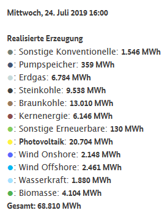 Mittwoch, 24. Juli 2019 16:00
Realisierte Erzeugung
: Sonstige Konventionelle: 1.546 MWh
: Pumpspeicher: 359 MWh
: Erdgas: 6.784 MWh
: Steinkohle: 9.538 MWh
: Braunkohle: 13.010 MWh
: Kernenergie: 6.146 MWh
: Sonstige Erneuerbare: 130 MWh
: Photovoltaik: 20.704 MWh
: Wind Onshore: 2.148 MWh
: Wind Offshore: 2.461 MWh
: Wasserkraft: 1.880 MWh
: Biomasse: 4.104 MWh
Gesamt: 68.810 MWh